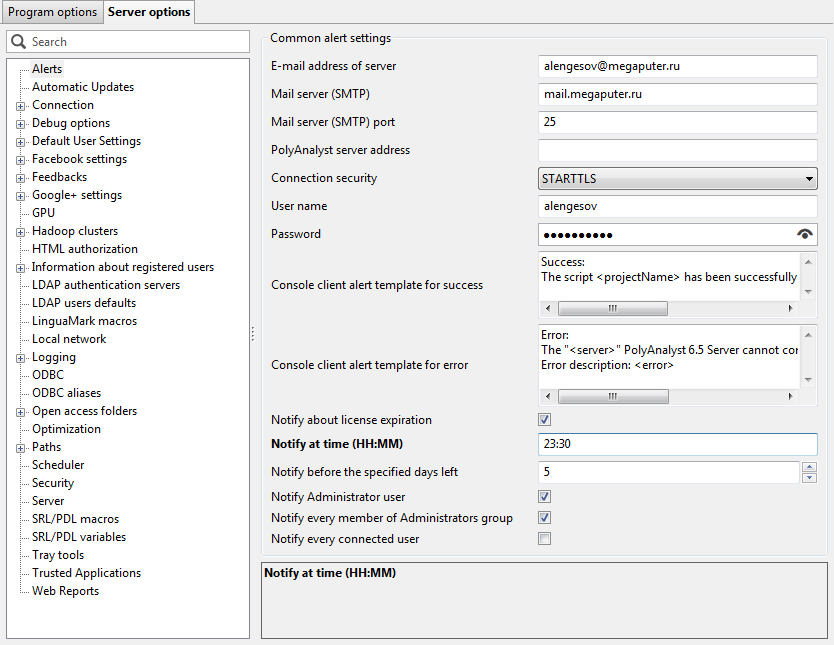 Program options
Server options
Search
Alerts
Automatic Updates
Connection
Debug options
Default User Settings
Facebook settings
Feedbacks
Google+ settings
GPU
Hadoop clusters
HTML authorization
Information about registered users
LDAP authentication servers
LDAP users defaults
LinguaMark macros
Local network
Logging
ODBC
ODBC aliases
Open access folders
Optimization
Paths
Scheduler
Security
Server
SRL/PDL macros
SRL/PDL variables
Tray tools
Trusted Applications
Web Reports
Common alert settings
E-mail address of server
alengesov@megaputer.ru
Mail server (SMTP)
mail.megaputer.ru
Mail server (SMTP) port
25
PolyAnalyst server address
Connection security
STARTTLS
User name
alengesov
Password
Console client alert template for success
Success:
The script <projectName> has been successfully
Console client alert template for error
Error:
The "<server>" PolyAnalyst 6.5 Server cannot cor
Error description: <error>
Notify about license expiration
Notify at time (HH:MM)
23:30
Notify before the specified days left
5
Notify Administrator user
Notify every member of Administrators group
Notify every connected user
Notify at time (HH:MM)